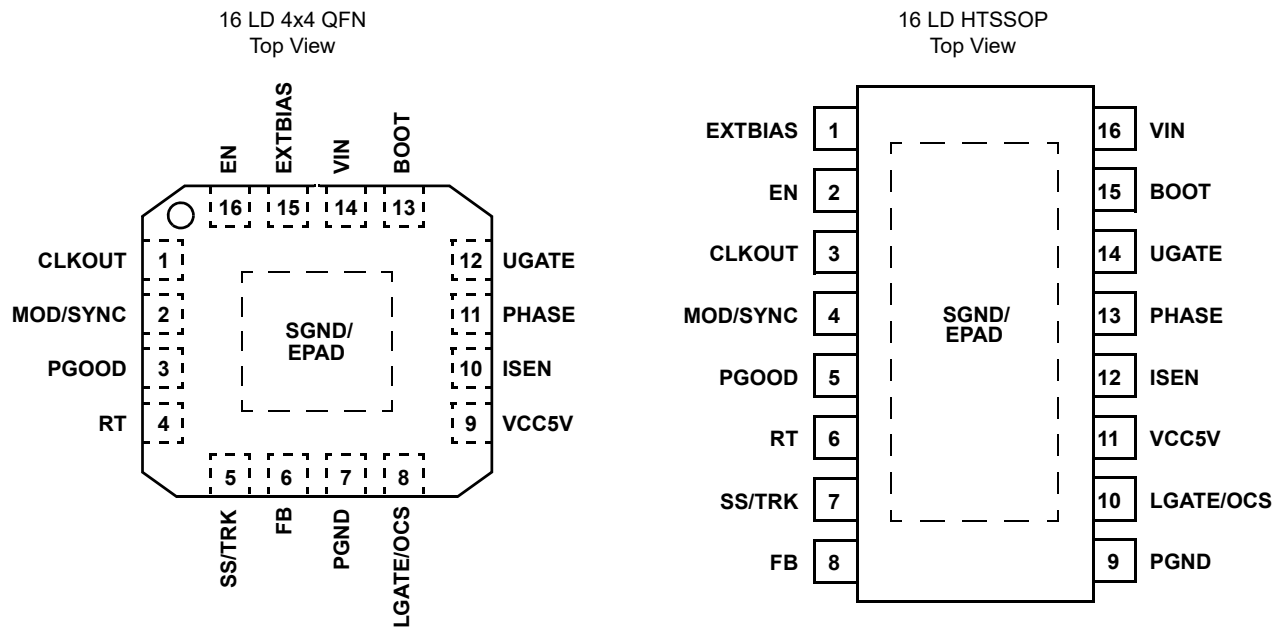 16 LD 4x4 QFN
Top View
EN
EXTBIAS
VIN
BOOT
16
15
14
13
CLKOUT 1
12 UGATE
MOD/SYNC 2
11 PHASE
PGOOD 3
10 ISEN
RT 4
9 VCC5V
SGND/
EPAD
5
6
7
8
SS/TRK
FB
PGND
LGATE/OCS
16 LD HTSSOP
Top View
EXTBIAS 1
16 VIN
EN 2
15 BOOT
CLKOUT 3
14 UGATE
MOD/SYNC 4
13 PHASE
SGND/
EPAD
PGOOD 5
12 ISEN
RT 6
11 VCC5V
SS/TRK 7
10 LGATE/OCS
FB 8
9 PGND